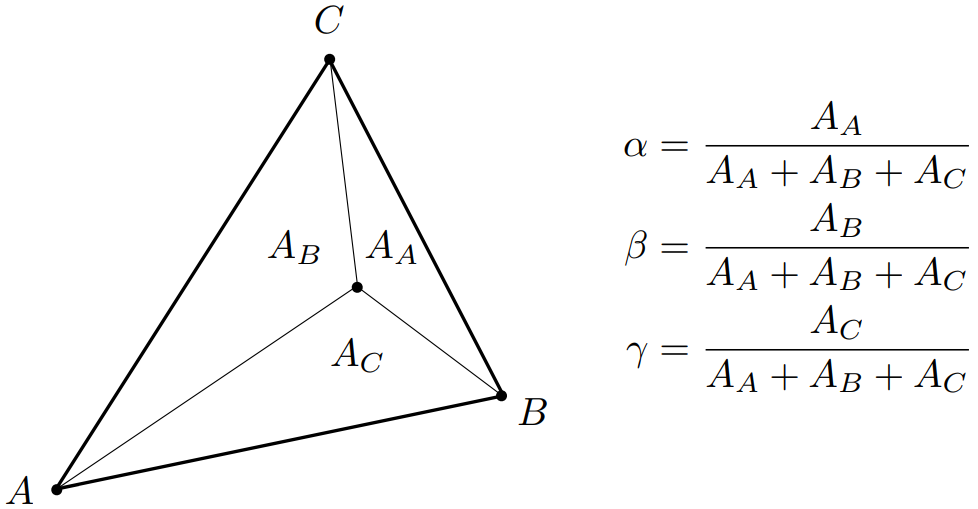 C
A_B
A_A
A_C
B
A
α = A_A / (A_A + A_B + A_C)
β = A_B / (A_A + A_B + A_C)
γ = A_C / (A_A + A_B + A_C)